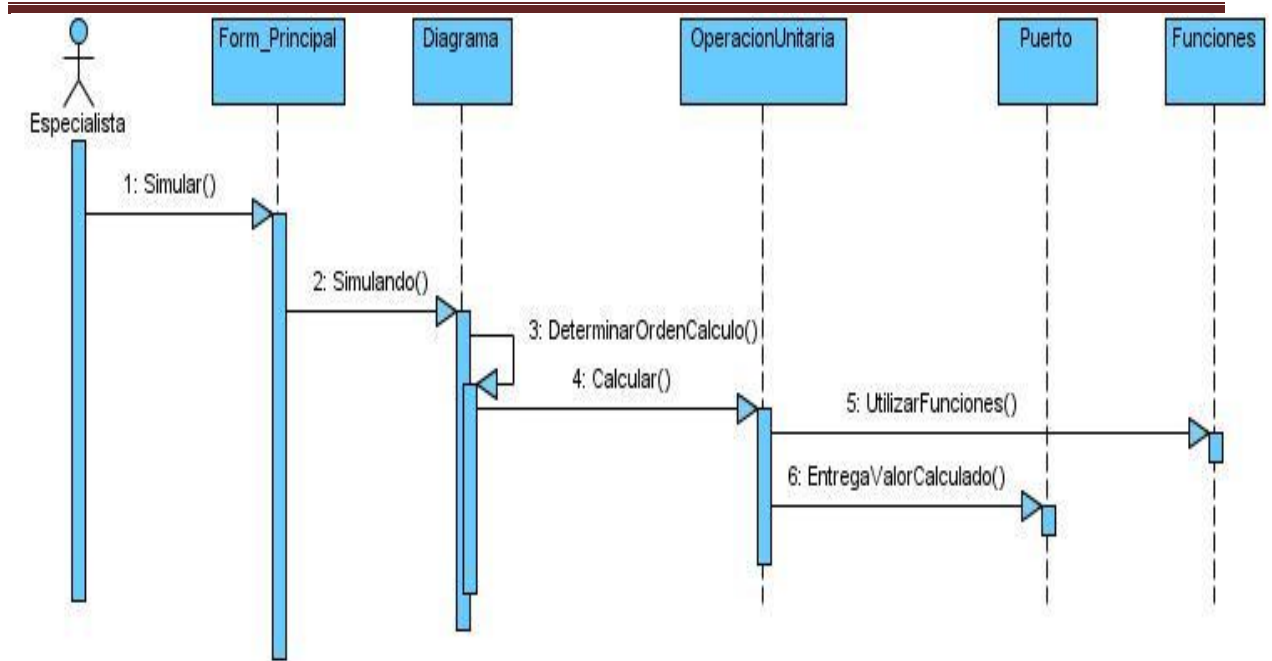 Form_Principal
Diagrama
OperacionUnitaria
Puerto
Funciones
Especialista
1: Simular()
2: Simulando()
3: DeterminarOrdenCalculo()
4: Calcular()
5: UtilizarFunciones()
6: EntregaValorCalculado()